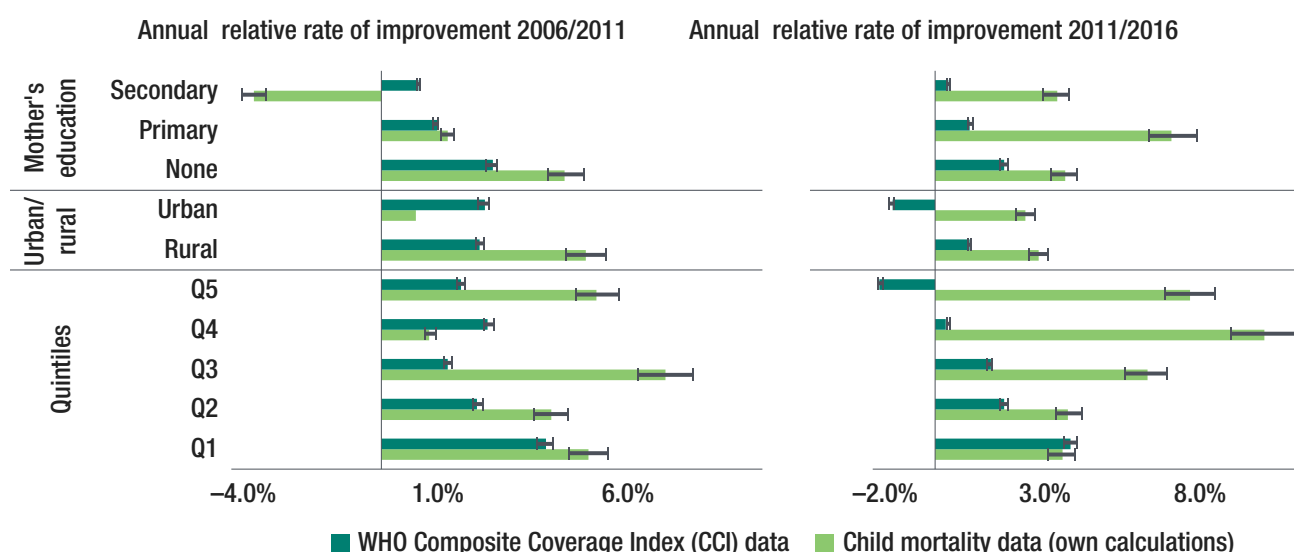 Annual relative rate of improvement 2006/2011
Annual relative rate of improvement 2011/2016
Mother's
education
Secondary
Primary
None
Urban/
rural
Urban
Rural
Quintiles
Q5
Q4
Q3
Q2
Q1
–4.0% 1.0% 6.0%
–2.0% 3.0% 8.0%
WHO Composite Coverage Index (CCI) data
Child mortality data (own calculations)